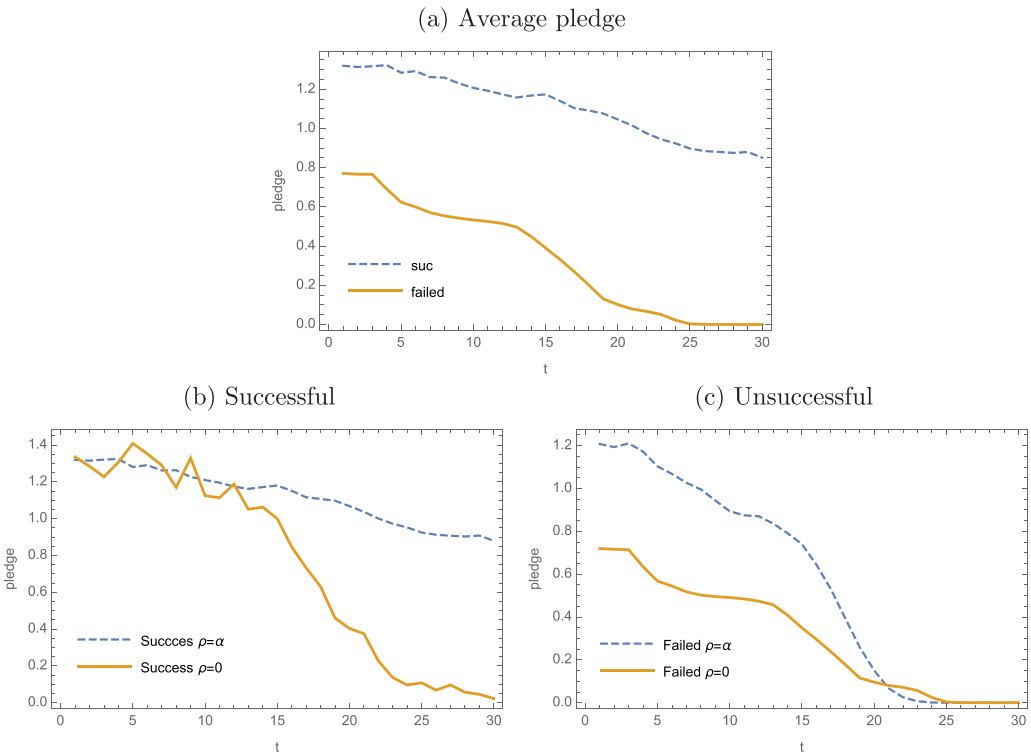 (a) Average pledge
1.2
1.0
0.8
0.6
0.4
0.2
0.0
pledge
suc
failed
0 5 10 15 20 25 30
t
(b) Successful
1.4
1.2
1.0
0.8
0.6
0.4
0.2
0.0
pledge
Succces ρ=α
Success ρ=0
0 5 10 15 20 25 30
t
(c) Unsuccessful
1.2
1.0
0.8
0.6
0.4
0.2
0.0
pledge
Failed ρ=α
Failed ρ=0
0 5 10 15 20 25 30
t